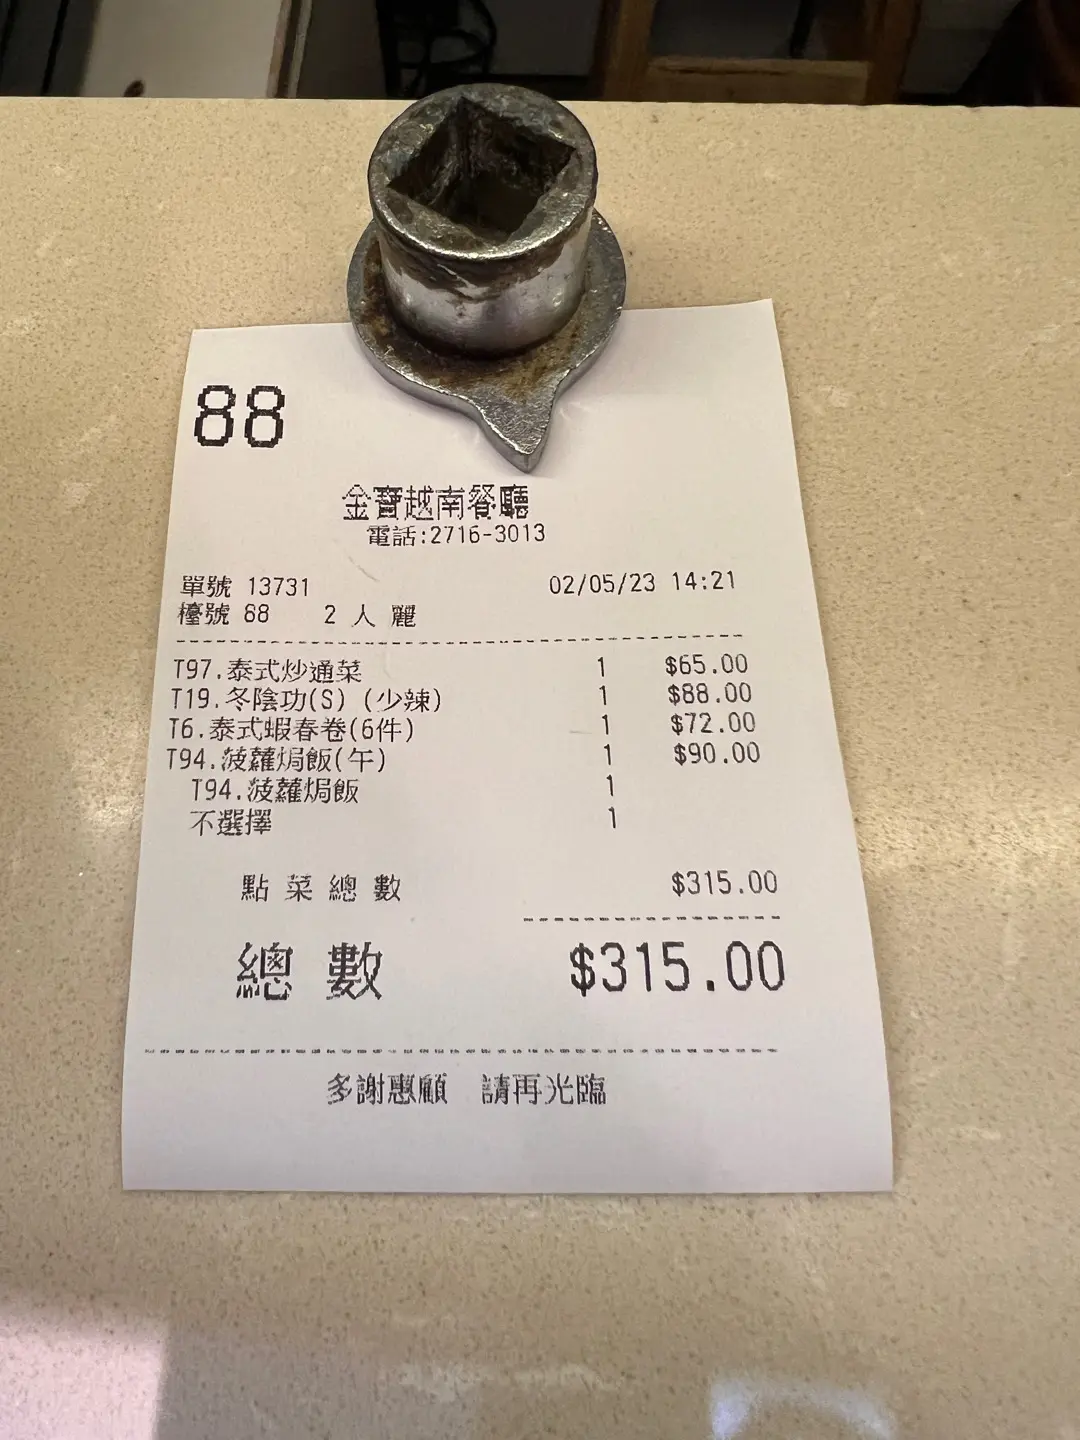 88
金寶越南餐廳
電話:2716-3013
單號 13731 02/05/23 14:21
檯號 88 2 人 麗
T97.泰式炒通菜 1 $65.00
T19.冬陰功(S) (少辣) 1 $88.00
T6.泰式蝦春卷(6件) 1 $72.00
T94.菠蘿焗飯(午) 1 $90.00
T94.菠蘿焗飯 1
不選擇 1
點菜總數 $315.00
總數 $315.00
多謝惠顧 請再光臨